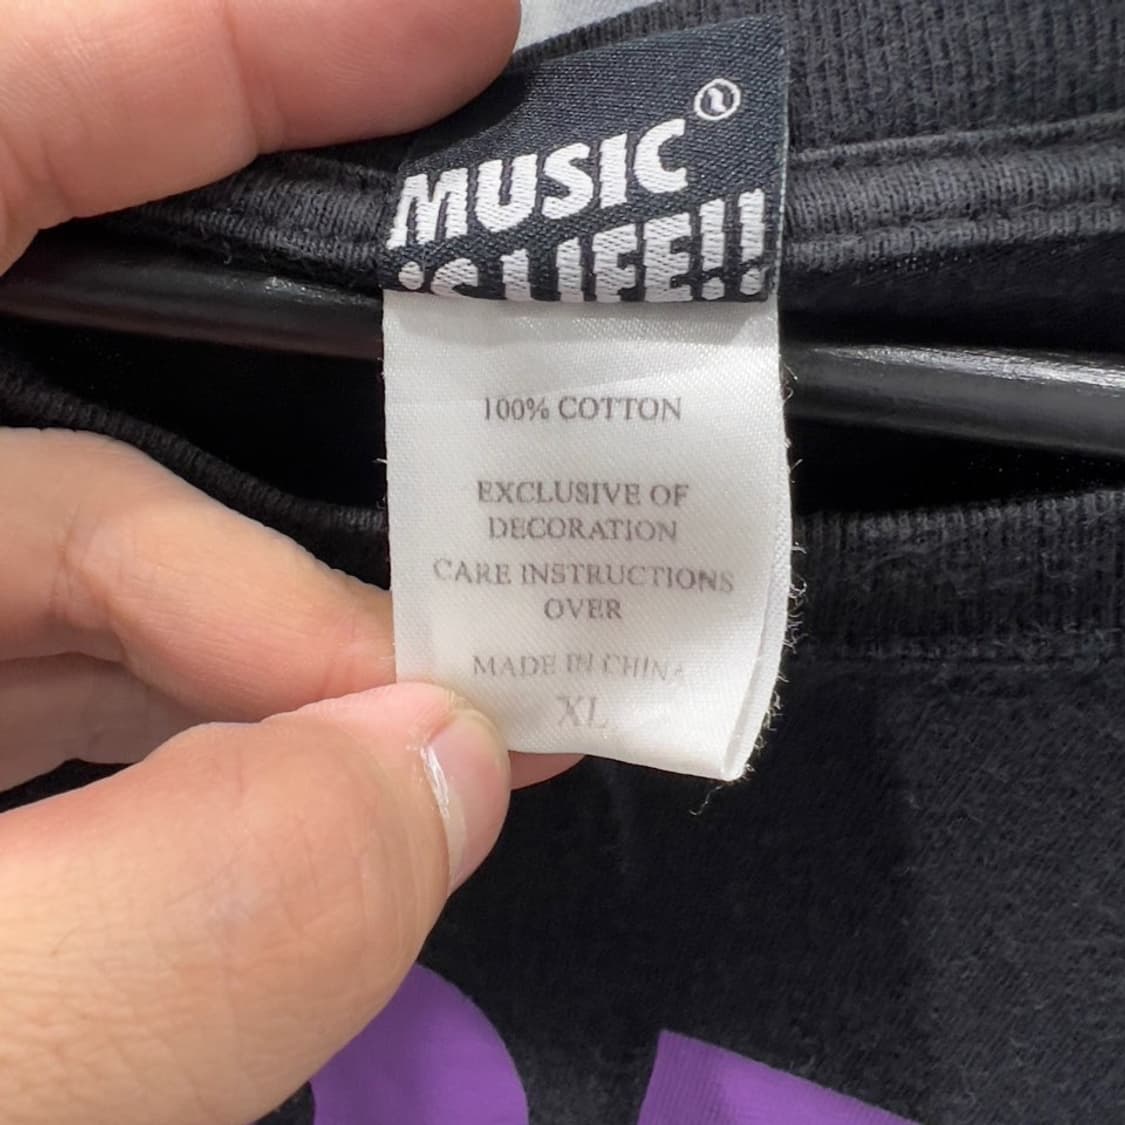 MUSIC®
iS LIFE!!
100% COTTON
EXCLUSIVE OF
DECORATION
CARE INSTRUCTIONS
OVER
MADE IN CHINA
XL